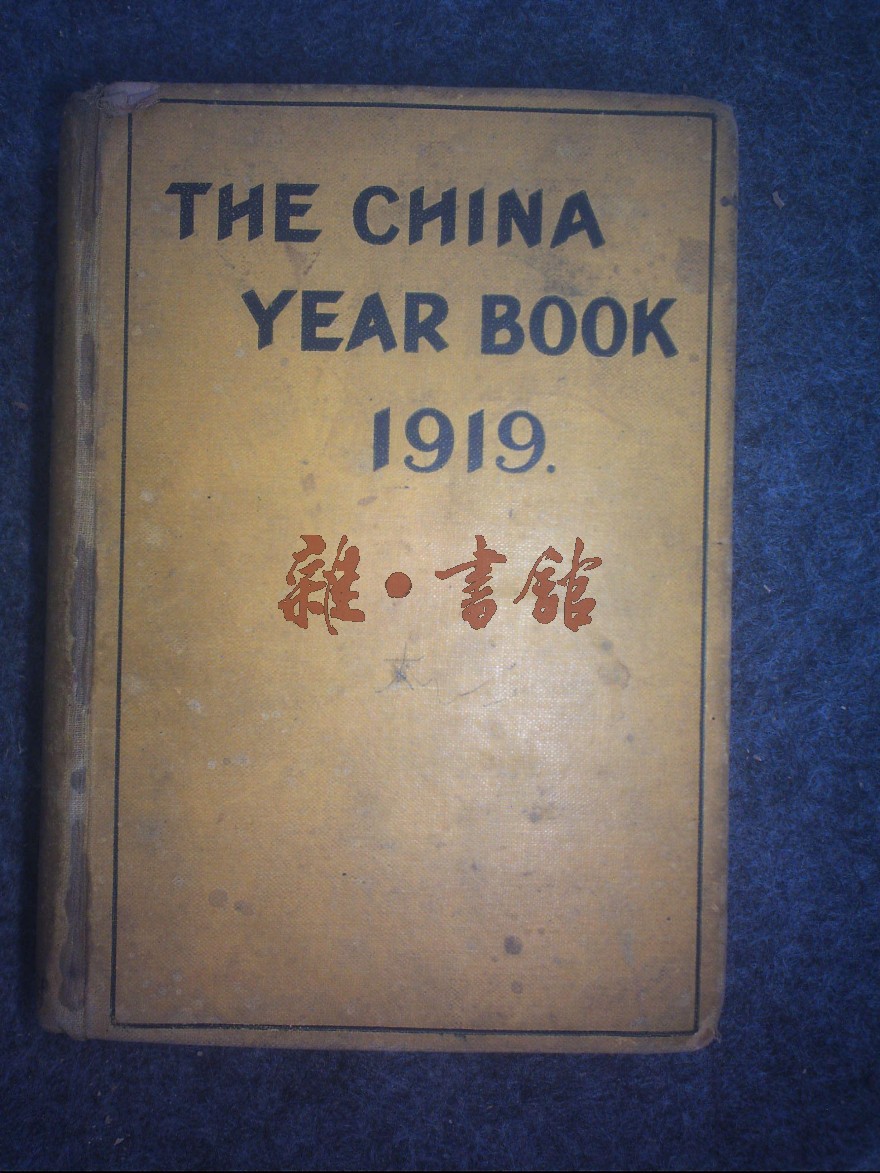 THE CHINA
YEAR BOOK
1919.
雜·書館